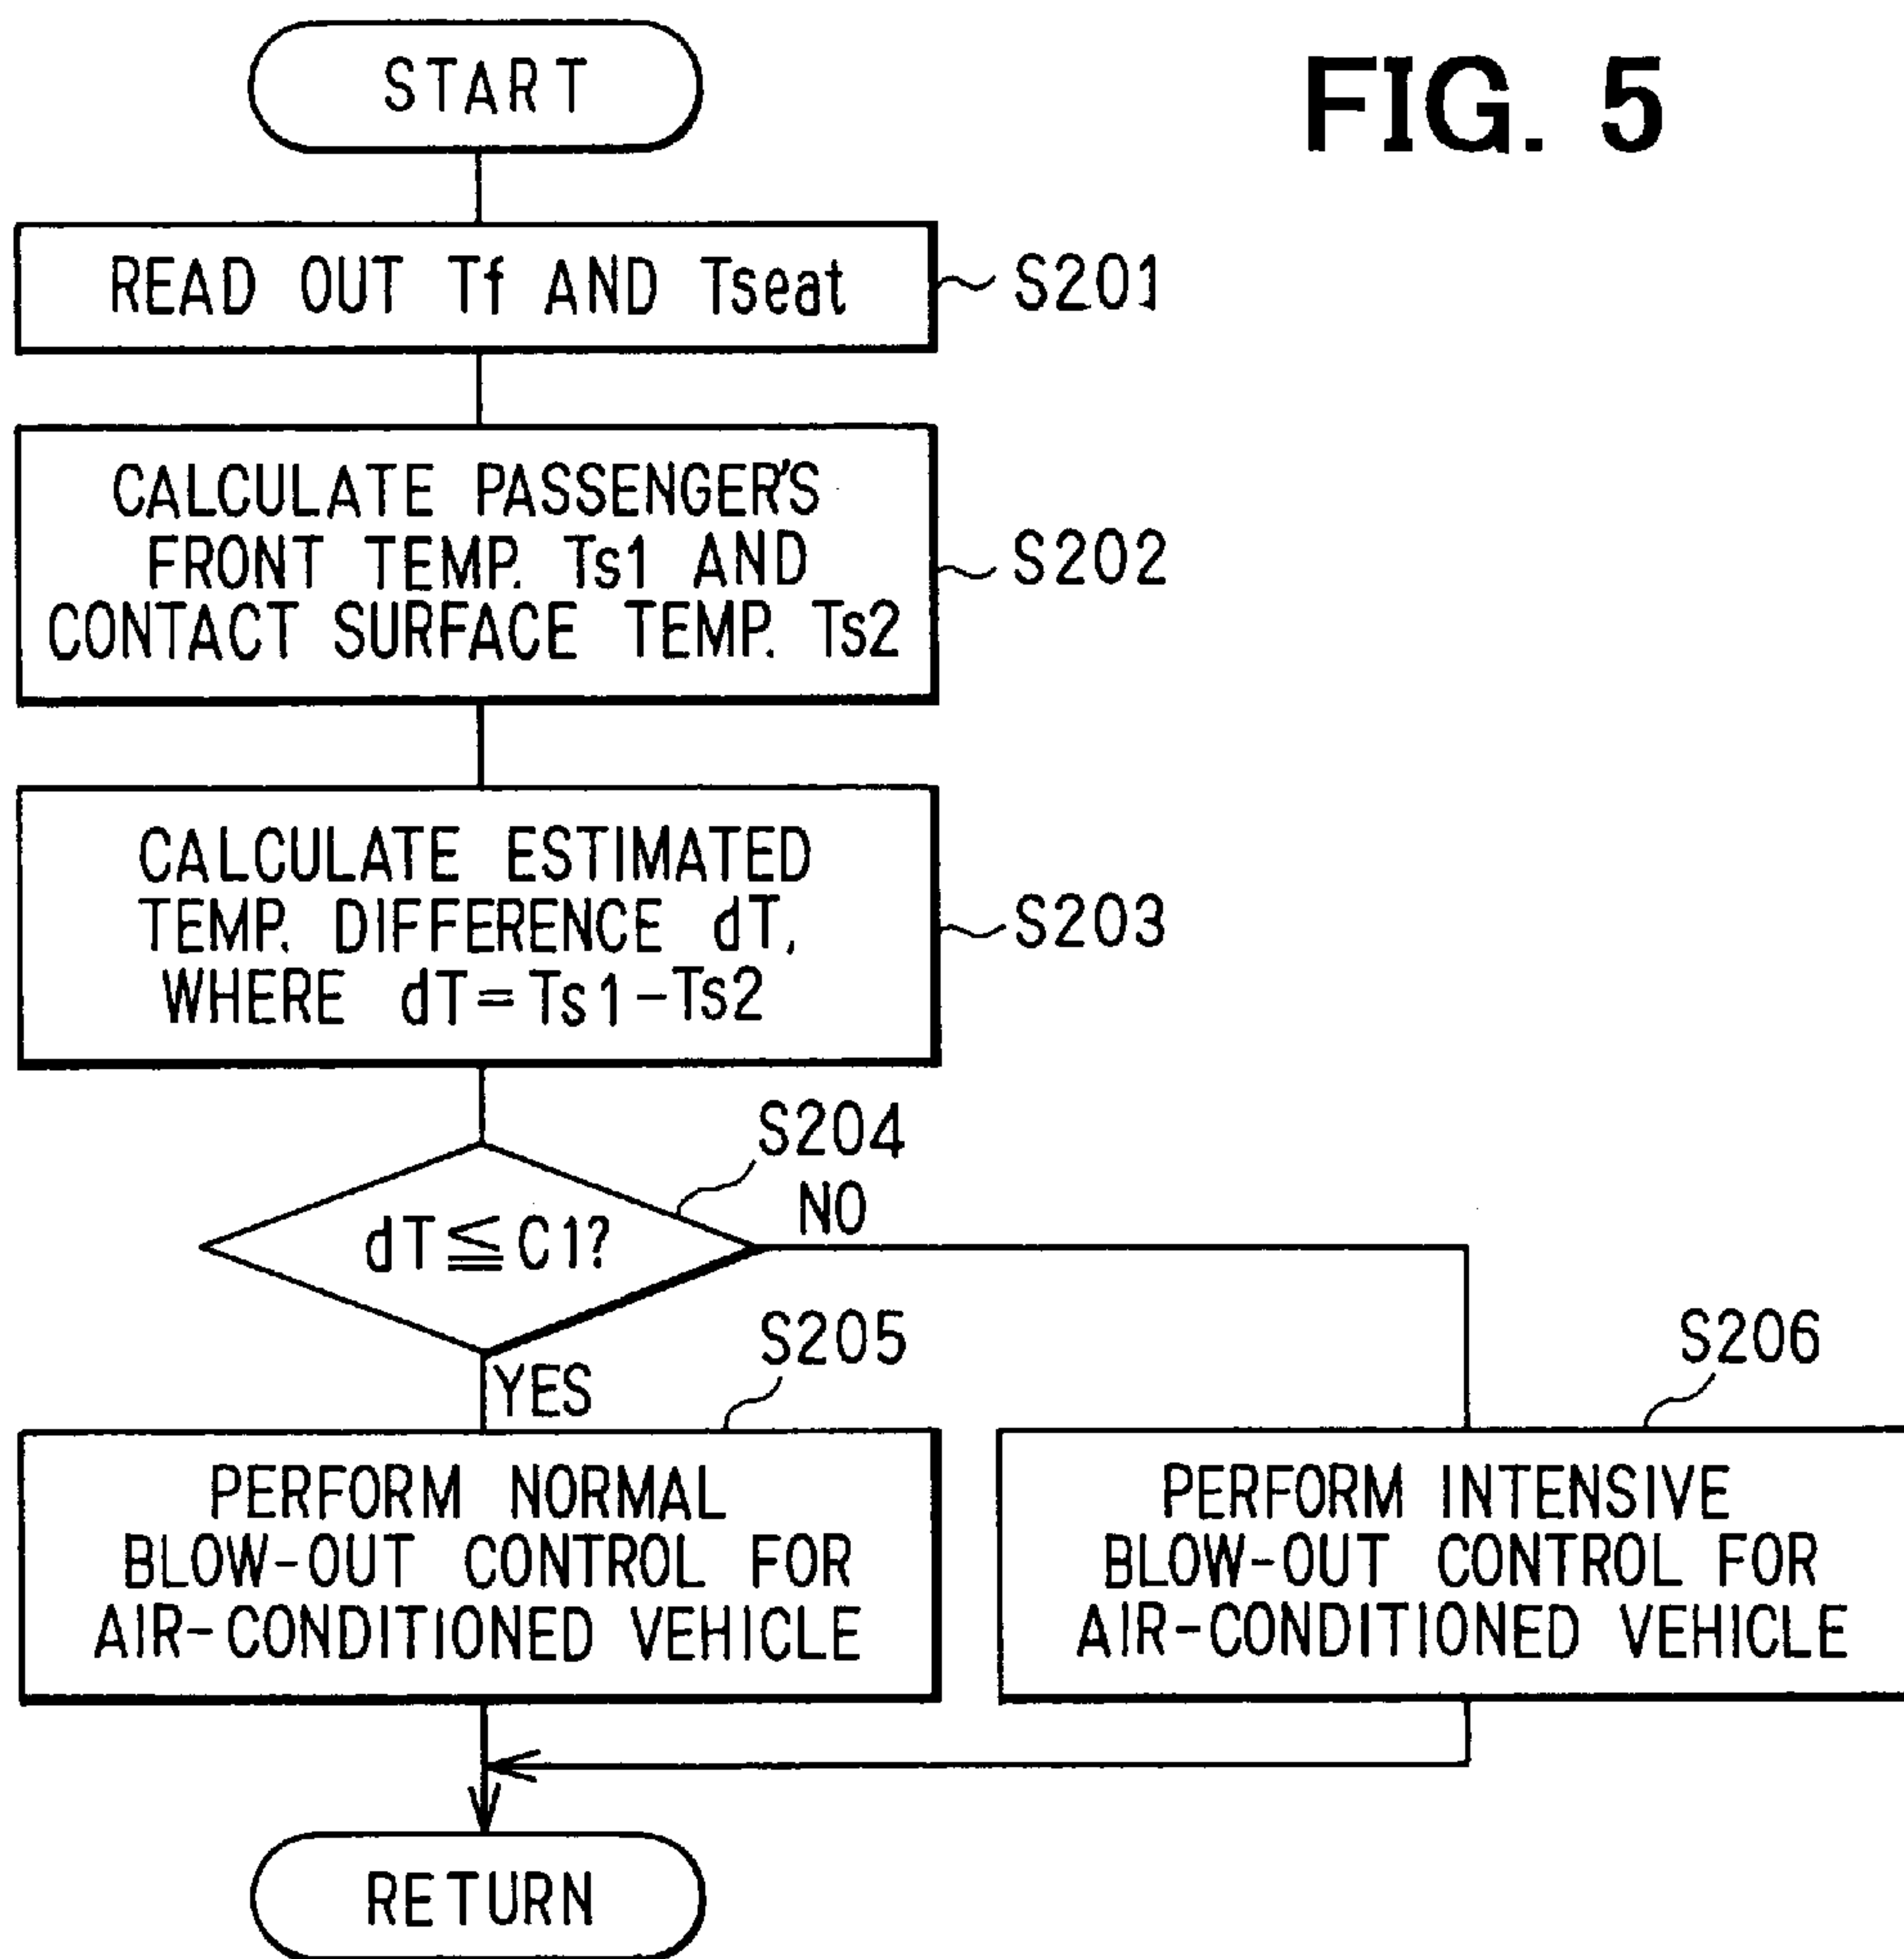 FIG. 5
START
READ OUT Tf AND Tseat
S201
CALCULATE PASSENGER'S
FRONT TEMP. Ts1 AND
CONTACT SURFACE TEMP. Ts2
S202
CALCULATE ESTIMATED
TEMP. DIFFERENCE dT,
WHERE dT=Ts1-Ts2
S203
S204
dT≦C1?
NO
YES
S205
PERFORM NORMAL
BLOW-OUT CONTROL FOR
AIR-CONDITIONED VEHICLE
S206
PERFORM INTENSIVE
BLOW-OUT CONTROL FOR
AIR-CONDITIONED VEHICLE
RETURN